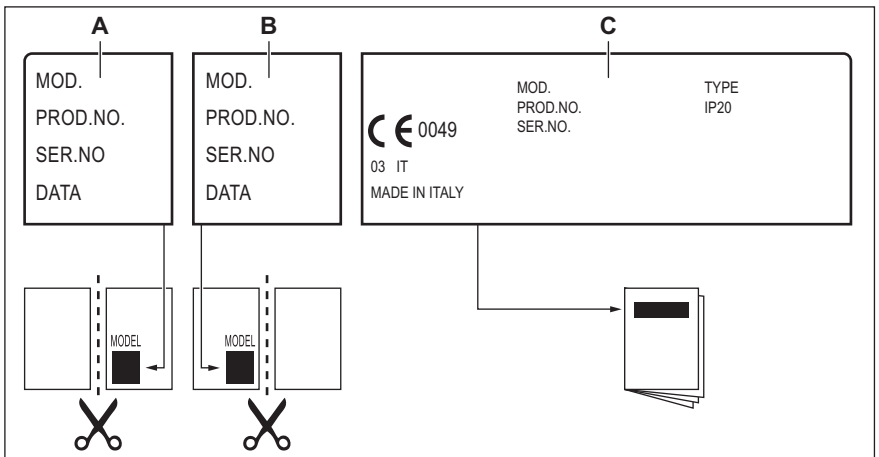 A
B
C
MOD.
PROD.NO.
SER.NO
DATA
MOD.
PROD.NO.
SER.NO
DATA
MOD.
PROD.NO.
SER.NO.
TYPE
IP20
CE 0049
03 IT
MADE IN ITALY
MODEL
MODEL